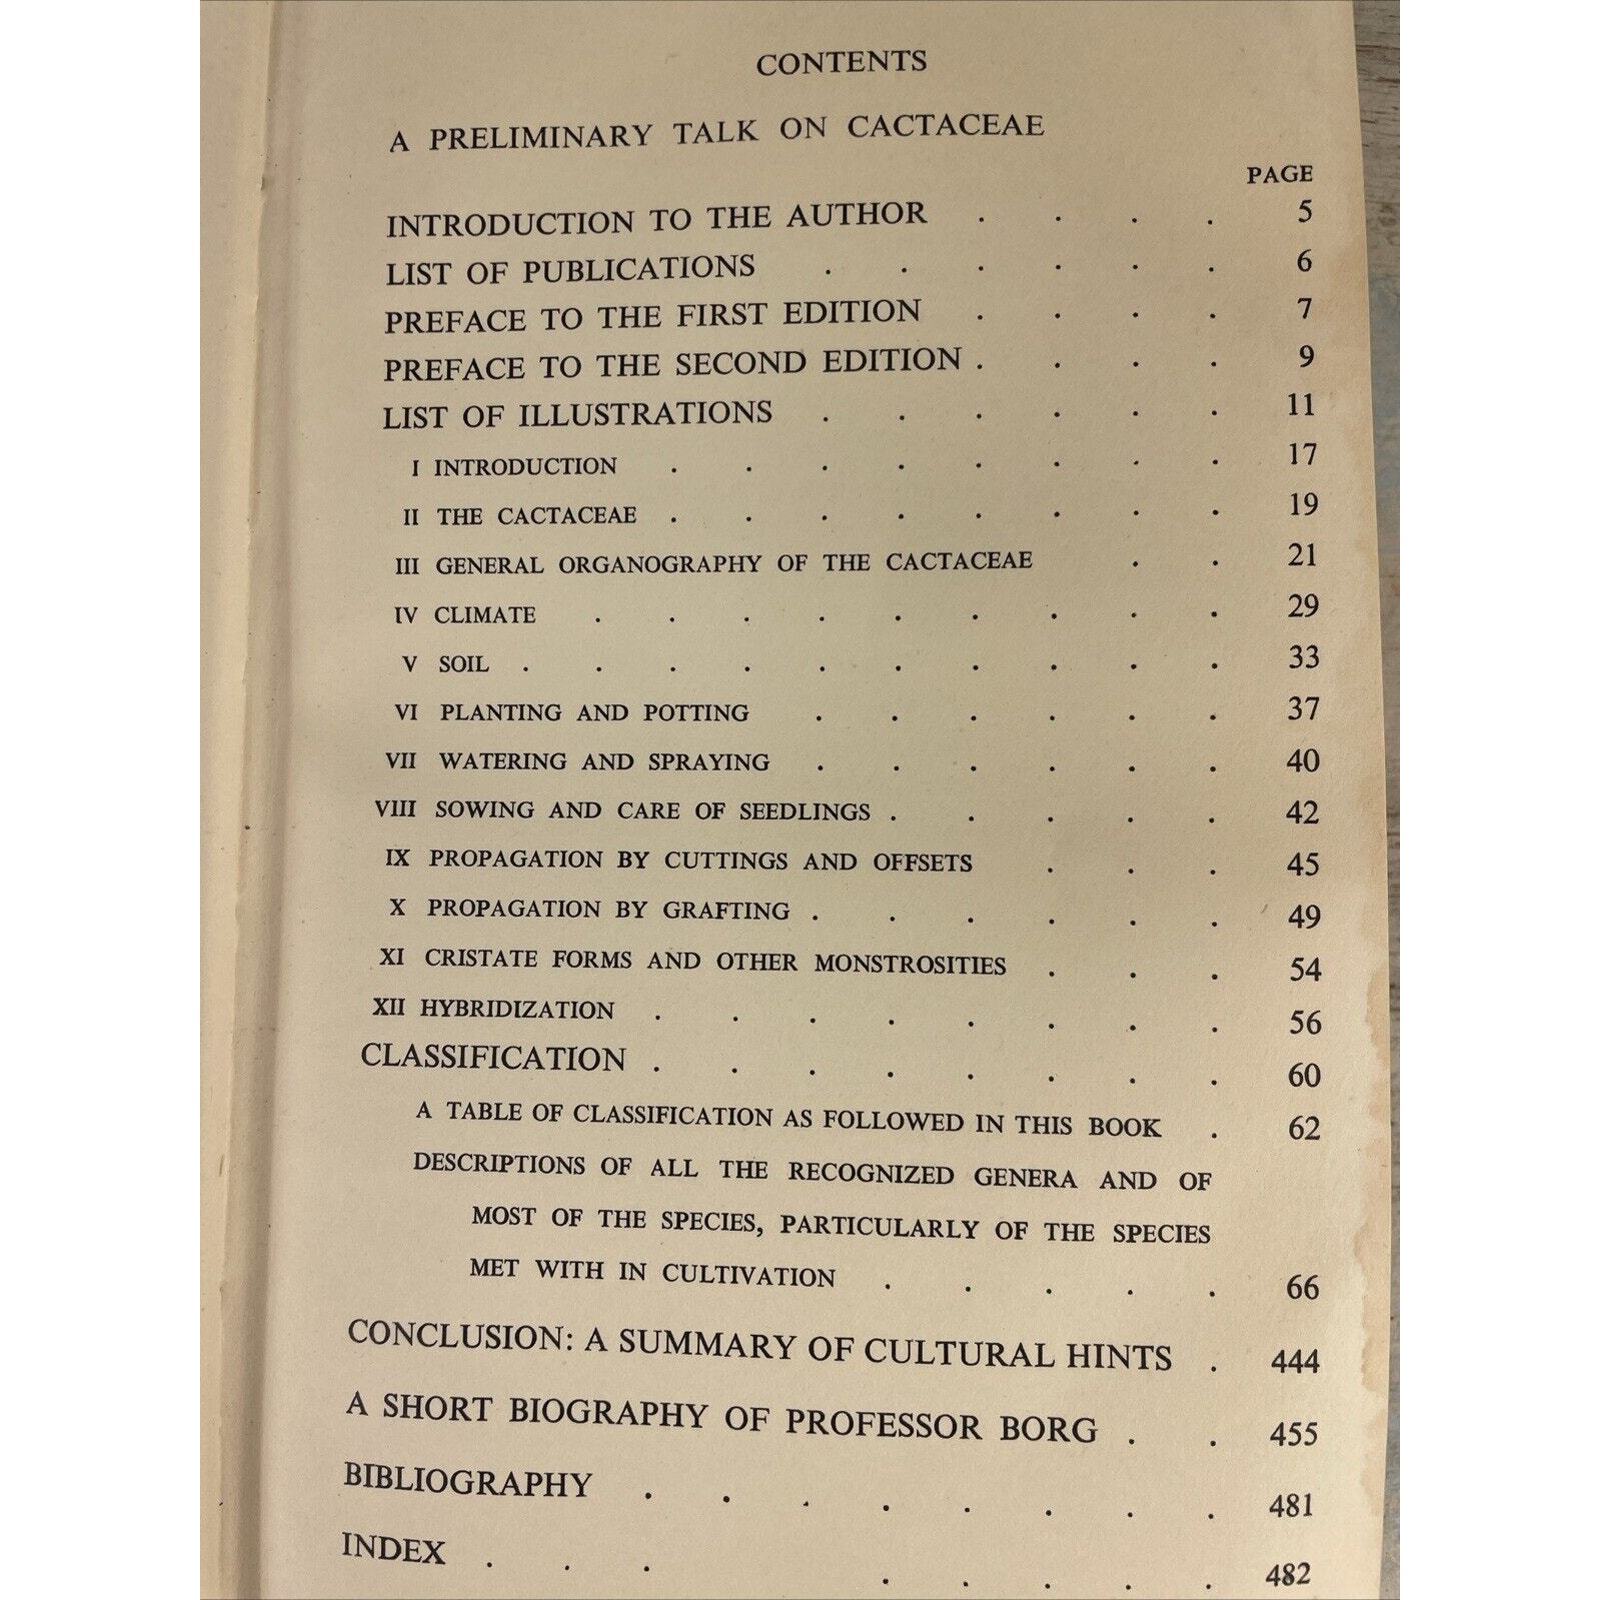 CONTENTS
A PRELIMINARY TALK ON CACTACEAE
PAGE
INTRODUCTION TO THE AUTHOR . . . . 5
LIST OF PUBLICATIONS . . . . . . 6
PREFACE TO THE FIRST EDITION . . . . 7
PREFACE TO THE SECOND EDITION . . . . 9
LIST OF ILLUSTRATIONS . . . . . . 11
I INTRODUCTION . . . . . . . . 17
II THE CACTACEAE . . . . . . . . 19
III GENERAL ORGANOGRAPHY OF THE CACTACEAE . . 21
IV CLIMATE . . . . . . . . . 29
V SOIL . . . . . . . . . . 33
VI PLANTING AND POTTING . . . . . . 37
VII WATERING AND SPRAYING . . . . . . 40
VIII SOWING AND CARE OF SEEDLINGS . . . . . 42
IX PROPAGATION BY CUTTINGS AND OFFSETS . . . 45
X PROPAGATION BY GRAFTING . . . . . . 49
XI CRISTATE FORMS AND OTHER MONSTROSITIES . . . 54
XII HYBRIDIZATION . . . . . . . . 56
CLASSIFICATION . . . . . . . . 60
A TABLE OF CLASSIFICATION AS FOLLOWED IN THIS BOOK . 62
DESCRIPTIONS OF ALL THE RECOGNIZED GENERA AND OF
MOST OF THE SPECIES, PARTICULARLY OF THE SPECIES
MET WITH IN CULTIVATION . . . . . 66
CONCLUSION: A SUMMARY OF CULTURAL HINTS . 444
A SHORT BIOGRAPHY OF PROFESSOR BORG . . 455
BIBLIOGRAPHY . . . . . . . . 481
INDEX . . . . . . . . 482